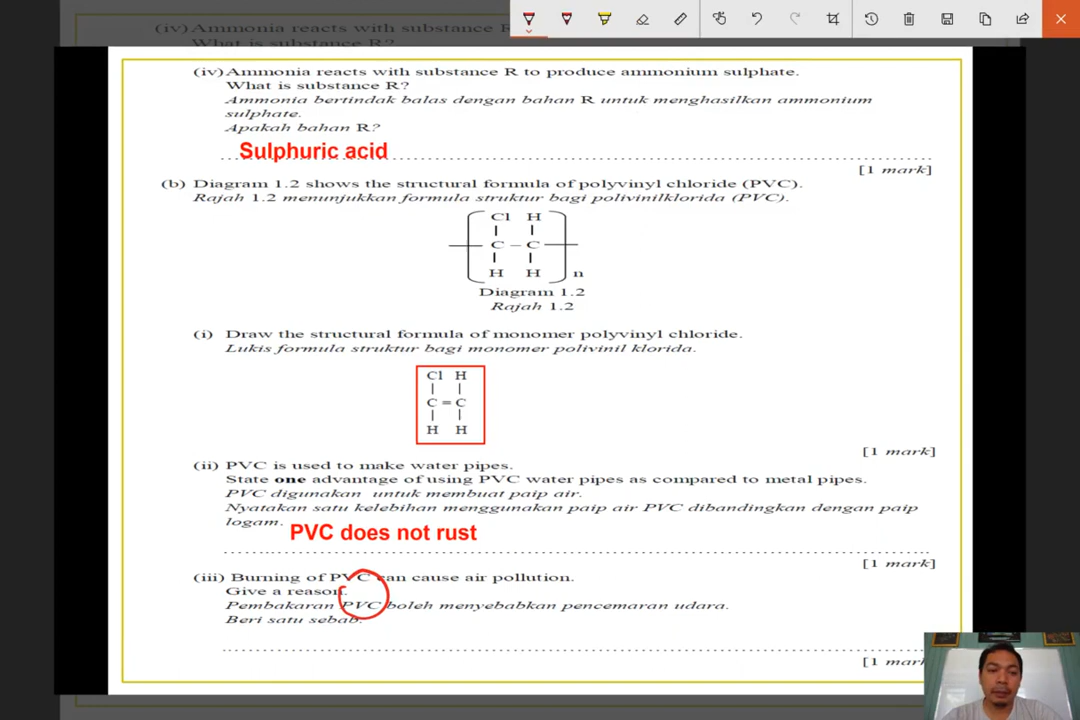 (iv) Ammonia reacts with substance R
What is substance R?
(iv) Ammonia reacts with substance R to produce ammonium sulphate.
What is substance R?
Ammonia bertindak balas dengan bahan R untuk menghasilkan ammonium
sulphate.
Apakah bahan R?
Sulphuric acid
[1 mark]
(b) Diagram 1.2 shows the structural formula of polyvinyl chloride (PVC).
Rajah 1.2 menunjukkan formula struktur bagi polivinilklorida (PVC).
Cl H
C – C
H H n
Diagram 1.2
Rajah 1.2
(i) Draw the structural formula of monomer polyvinyl chloride.
Lukis formula struktur bagi monomer polivinil klorida.
Cl H
C = C
H H
[1 mark]
(ii) PVC is used to make water pipes.
State one advantage of using PVC water pipes as compared to metal pipes.
PVC digunakan untuk membuat paip air.
Nyatakan satu kelebihan menggunakan paip air PVC dibandingkan dengan paip
logam.
PVC does not rust
[1 mark]
(iii) Burning of PVC can cause air pollution.
Give a reason.
Pembakaran PVC boleh menyebabkan pencemaran udara.
Beri satu sebab.
[1 mark